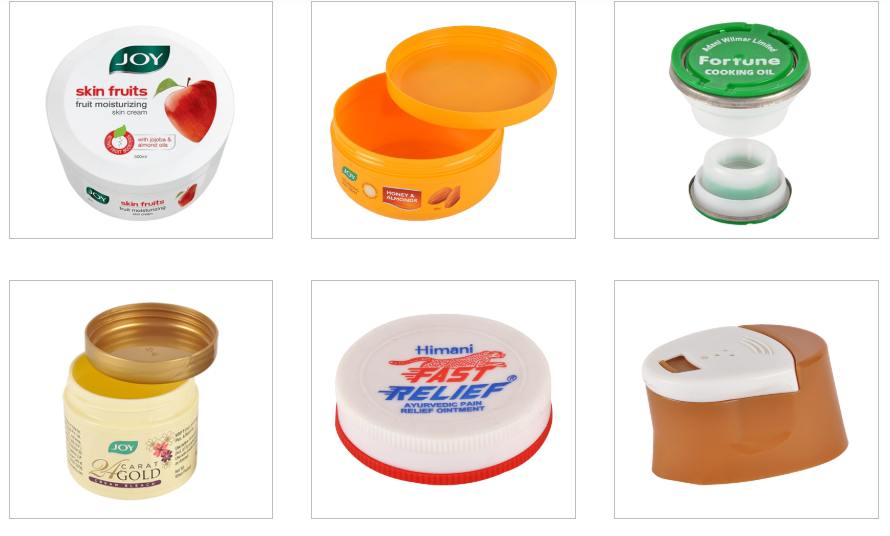 JOY
skin fruits
fruit moisturizing
skin cream
with jojoba &
almond oils
JOY
skin fruits
fruit moisturizing
skin cream
JOY
HONEY &
ALMONDS
Adani Wilmar Limited
Fortune
COOKING OIL
JOY
24 CARAT
GOLD
CREAM BLEACH
Himani
FAST
RELIEF®
AYURVEDIC PAIN
RELIEF OINTMENT